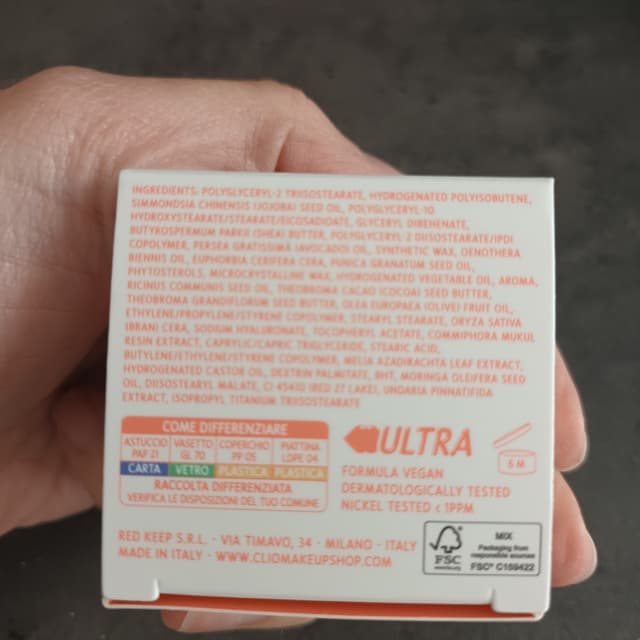 INGREDIENTS: POLYGLYCERYL-2 TRIISOSTEARATE, HYDROGENATED POLYISOBUTENE,
SIMMONDSIA CHINENSIS (JOJOBA) SEED OIL, POLYGLYCERYL-10
HYDROXYSTEARATE/STEARATE/EICOSADIOATE, GLYCERYL DIBEHENATE,
BUTYROSPERMUM PARKII (SHEA) BUTTER, POLYGLYCERYL-2 DIISOSTEARATE/IPDI
COPOLYMER, PERSEA GRATISSIMA (AVOCADO) OIL, SYNTHETIC WAX, OENOTHERA
BIENNIS OIL, EUPHORBIA CERIFERA CERA, PUNICA GRANATUM SEED OIL,
PHYTOSTEROLS, MICROCRYSTALLINE WAX, HYDROGENATED VEGETABLE OIL, AROMA,
RICINUS COMMUNIS SEED OIL, THEOBROMA CACAO (COCOA) SEED BUTTER,
THEOBROMA GRANDIFLORUM SEED BUTTER, OLEA EUROPAEA (OLIVE) FRUIT OIL,
ETHYLENE/PROPYLENE/STYRENE COPOLYMER, STEARYL STEARATE, ORYZA SATIVA
(BRAN) CERA, SODIUM HYALURONATE, TOCOPHERYL ACETATE, COMMIPHORA MUKUL
RESIN EXTRACT, CAPRYLIC/CAPRIC TRIGLYCERIDE, STEARIC ACID,
BUTYLENE/ETHYLENE/STYRENE COPOLYMER, MELIA AZADIRACHTA LEAF EXTRACT,
HYDROGENATED CASTOR OIL, DEXTRIN PALMITATE, BHT, MORINGA OLEIFERA SEED
OIL, DIISOSTEARYL MALATE, CI 45410 (RED 27 LAKE), UNDARIA PINNATIFIDA
EXTRACT, ISOPROPYL TITANIUM TRIISOSTEARATE
COME DIFFERENZIARE
ASTUCCIO VASETTO COPERCHIO PIATTINA
PAP 21 GL 70 PP 05 LDPE 04
CARTA VETRO PLASTICA PLASTICA
RACCOLTA DIFFERENZIATA
VERIFICA LE DISPOSIZIONI DEL TUO COMUNE
ULTRA
6 M
FORMULA VEGAN
DERMATOLOGICALLY TESTED
NICKEL TESTED < 1PPM
RED KEEP S.R.L. - VIA TIMAVO, 34 - MILANO - ITALY
MADE IN ITALY - WWW.CLIOMAKEUPSHOP.COM
FSC
MIX
Packaging from
responsible sources
FSC® C159422